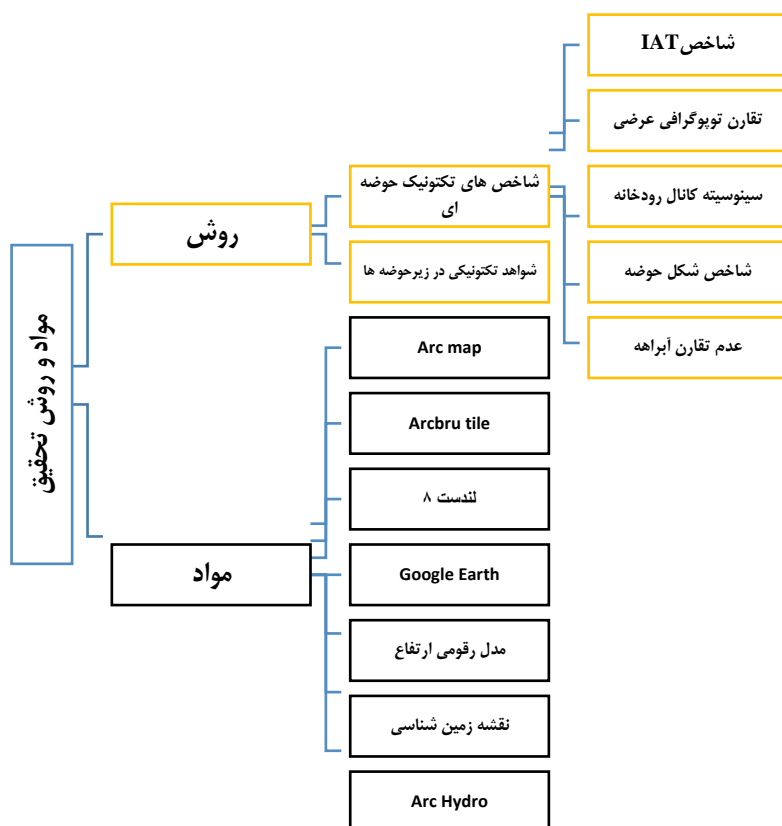 مواد و روش تحقیق
روش
شاخص های تکتونیک حوضه
ای
شاخصIAT
تقارن توپوگرافی عرضی
سینوسیته کانال رودخانه
شاخص شکل حوضه
عدم تقارن آبراهه
شواهد تکتونیکی در زیرحوضه ها
مواد
Arc map
Arcbru tile
لندست ۸
Google Earth
مدل رقومی ارتفاع
نقشه زمین شناسی
Arc Hydro